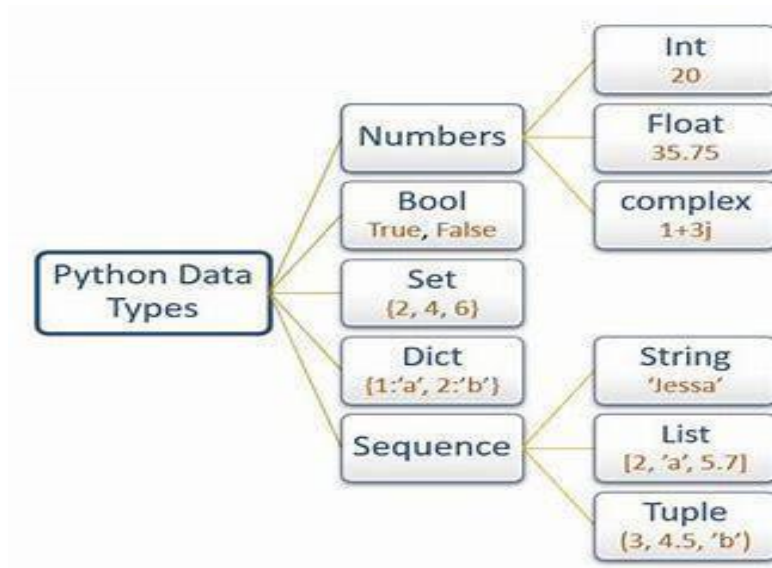 Python Data
Types
Numbers
Int
20
Float
35.75
complex
1+3j
Bool
True, False
Set
{2, 4, 6}
Dict
{1:'a', 2:'b'}
Sequence
String
'Jessa'
List
[2, 'a', 5.7]
Tuple
(3, 4.5, 'b')